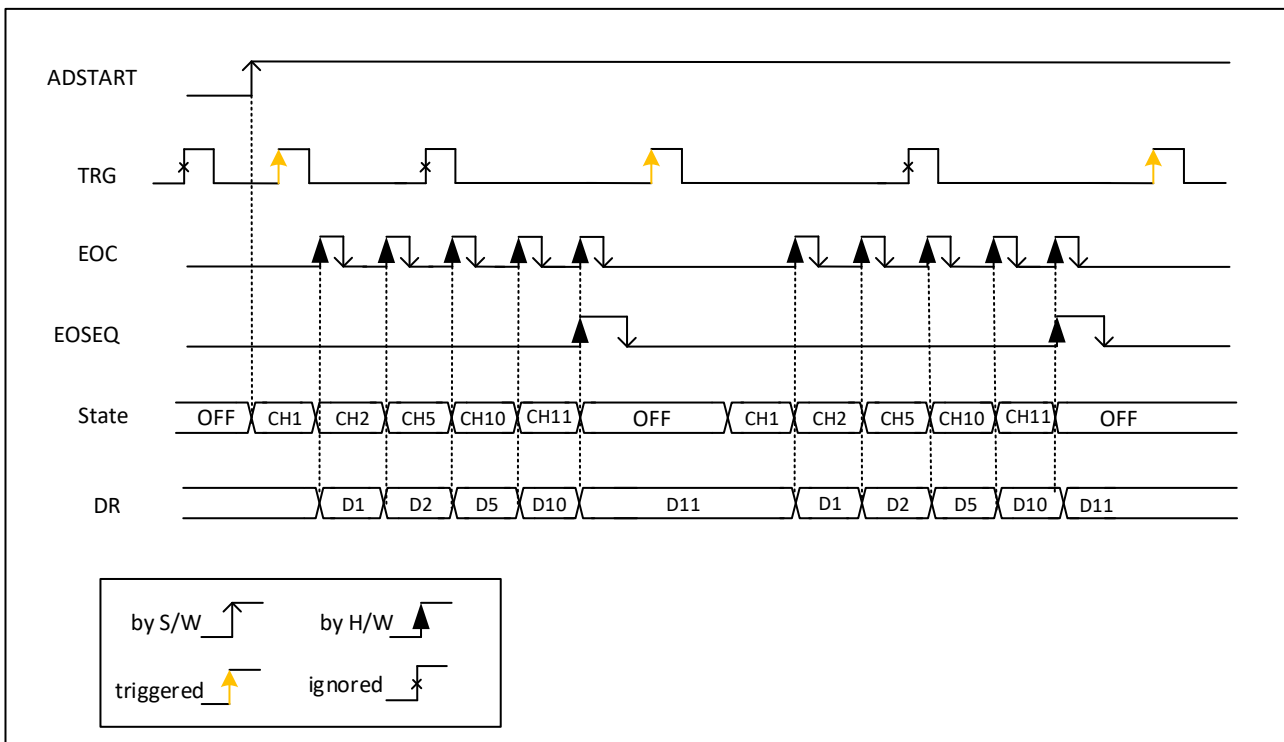 ADSTART
TRG
EOC
EOSEQ
State OFF CH1 CH2 CH5 CH10 CH11 OFF CH1 CH2 CH5 CH10 CH11 OFF
DR D1 D2 D5 D10 D11 D1 D2 D5 D10 D11
by S/W by H/W
triggered ignored